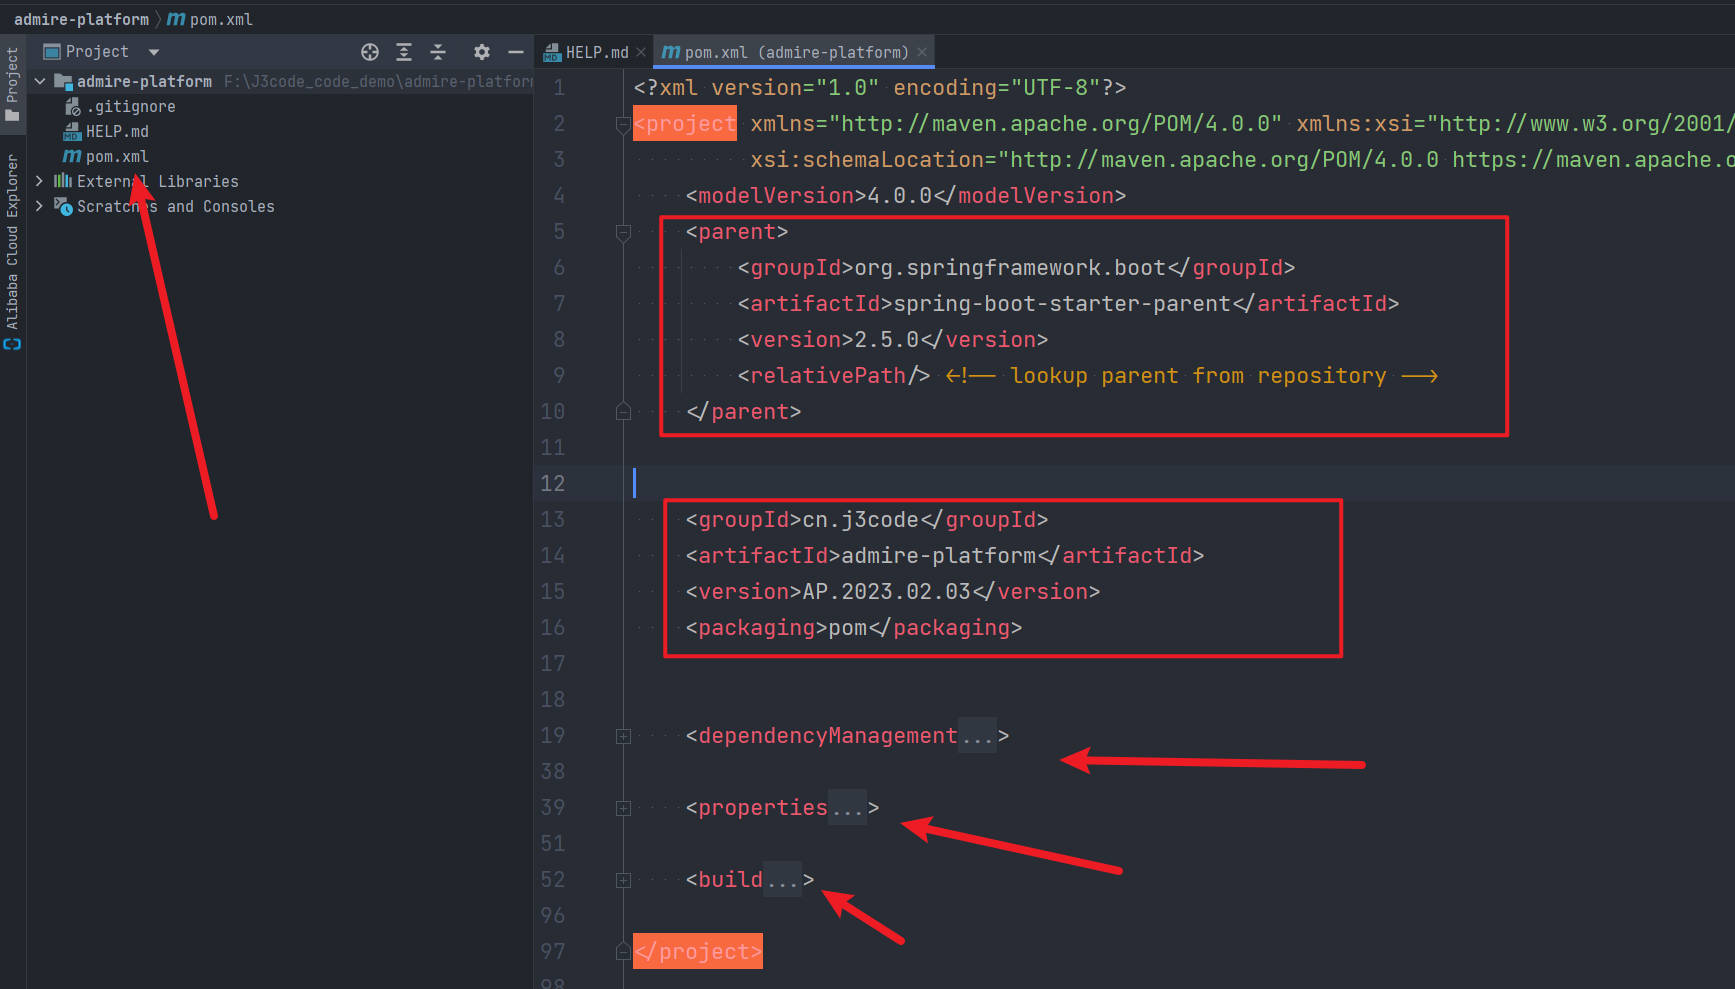 admire-platform pom.xml
Project
HELP.md
pom.xml (admire-platform)
Project
Alibaba Cloud Explorer
admire-platform F:\J3code_code_demo\admire-platform
.gitignore
HELP.md
pom.xml
External Libraries
Scratches and Consoles
1 <?xml version="1.0" encoding="UTF-8"?>
2 <project xmlns="http://maven.apache.org/POM/4.0.0" xmlns:xsi="http://www.w3.org/2001/
3 xsi:schemaLocation="http://maven.apache.org/POM/4.0.0 https://maven.apache.o
4 <modelVersion>4.0.0</modelVersion>
5 <parent>
6 <groupId>org.springframework.boot</groupId>
7 <artifactId>spring-boot-starter-parent</artifactId>
8 <version>2.5.0</version>
9 <relativePath/> <!-- lookup parent from repository -->
10 </parent>
11
12
13 <groupId>cn.j3code</groupId>
14 <artifactId>admire-platform</artifactId>
15 <version>AP.2023.02.03</version>
16 <packaging>pom</packaging>
17
18
19 <dependencyManagement...>
38
39 <properties...>
51
52 <build...>
96
97 </project>
98